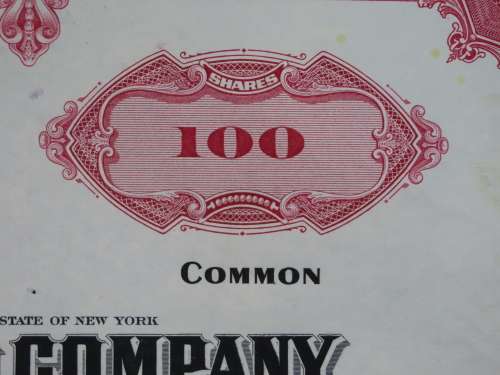 SHARES
100
COMMON
STATE OF NEW YORK
COMPANY